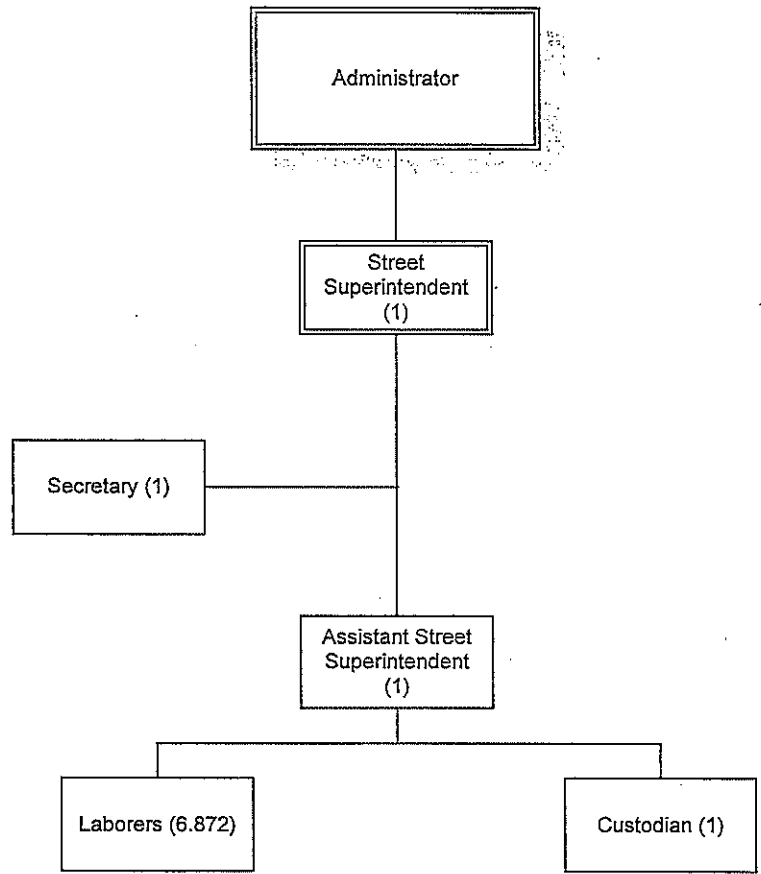 Administrator
Street
Superintendent
(1)
Secretary (1)
Assistant Street
Superintendent
(1)
Laborers (6.872)
Custodian (1)